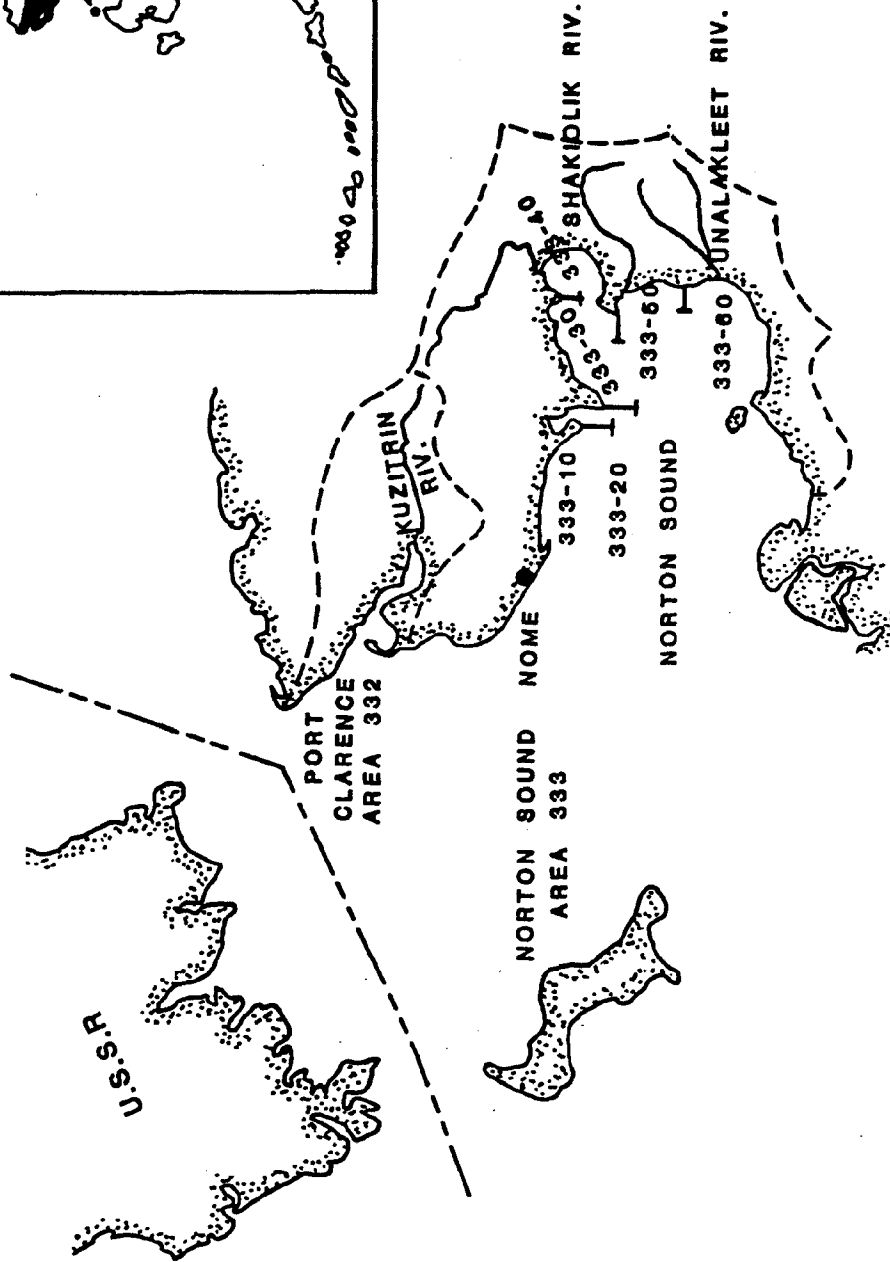 U.S.S.R
PORT
CLARENCE
AREA 332
KUZITRIN
RIV.
NORTON SOUND
AREA 333
NOME
333-10
333-20
333-30
333-40
SHAKIOLIK RIV.
333-50
333-60
UNALAKLEET RIV.
NORTON SOUND